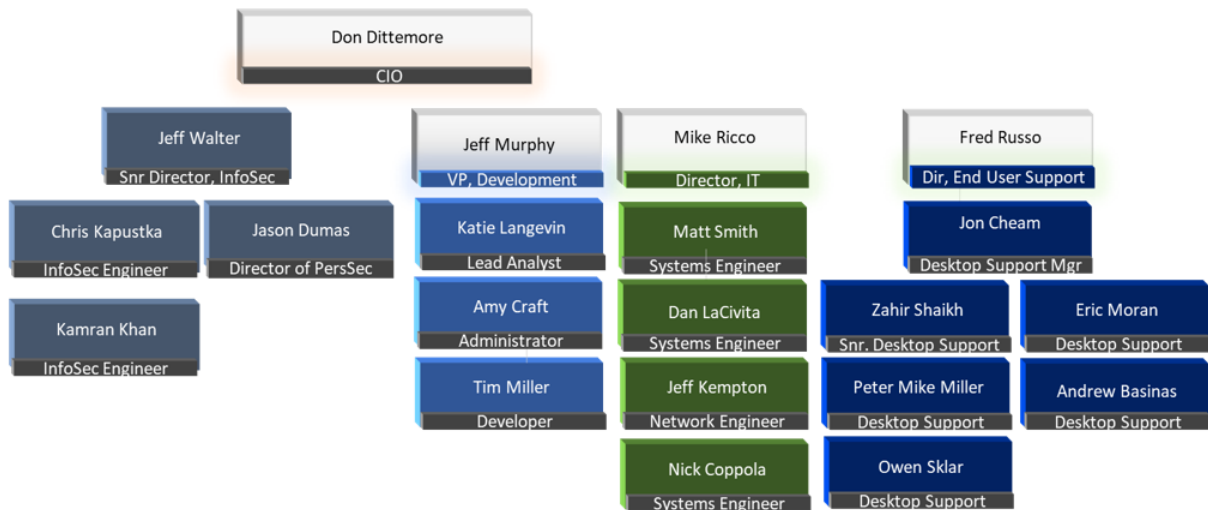 Don Dittemore
CIO
Jeff Walter
Snr Director, InfoSec
Chris Kapustka
InfoSec Engineer
Jason Dumas
Director of PersSec
Kamran Khan
InfoSec Engineer
Jeff Murphy
VP, Development
Katie Langevin
Lead Analyst
Amy Craft
Administrator
Tim Miller
Developer
Mike Ricco
Director, IT
Matt Smith
Systems Engineer
Dan LaCivita
Systems Engineer
Jeff Kempton
Network Engineer
Nick Coppola
Systems Engineer
Fred Russo
Dir, End User Support
Jon Cheam
Desktop Support Mgr
Zahir Shaikh
Snr. Desktop Support
Eric Moran
Desktop Support
Peter Mike Miller
Desktop Support
Andrew Basinas
Desktop Support
Owen Sklar
Desktop Support